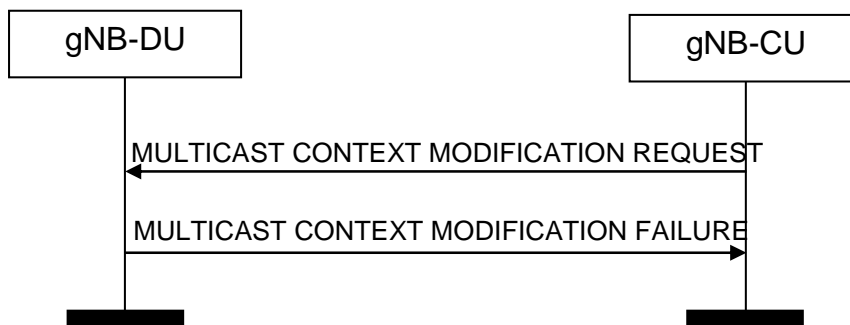 gNB-DU
gNB-CU
MULTICAST CONTEXT MODIFICATION REQUEST
MULTICAST CONTEXT MODIFICATION FAILURE